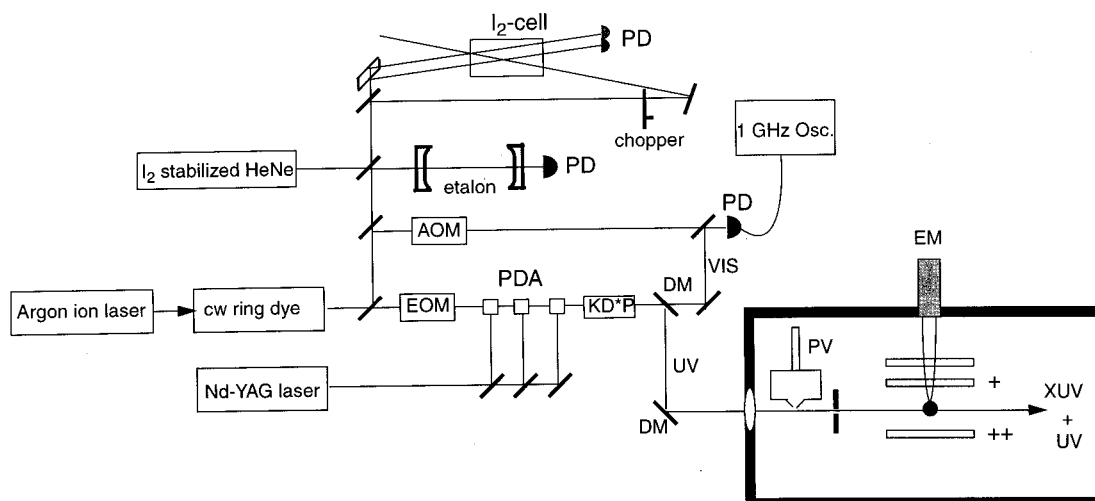 I₂-cell
PD
chopper
1 GHz Osc.
I₂ stabilized HeNe
etalon
PD
AOM
PD
VIS
EM
Argon ion laser
cw ring dye
EOM
PDA
KD*P
DM
Nd-YAG laser
UV
DM
PV
+
++
XUV
+
UV